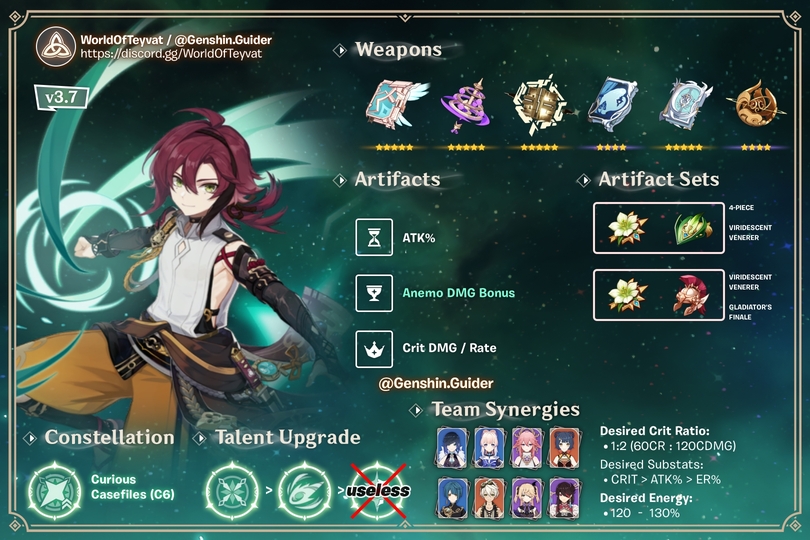 WorldOfTeyvat / @Genshin.Guider
https://discord.gg/WorldOfTeyvat
v3.7
Weapons
Artifacts
ATK%
Anemo DMG Bonus
Crit DMG / Rate
@Genshin.Guider
Artifact Sets
4-PIECE
VIRIDESCENT
VENERER
VIRIDESCENT
VENERER
GLADIATOR'S
FINALE
Constellation
Curious
Casefiles (C6)
Talent Upgrade
> >
useless
Team Synergies
Desired Crit Ratio:
• 1:2 (60CR : 120CDMG)
Desired Substats:
• CRIT > ATK% > ER%
Desired Energy:
• 120 - 130%